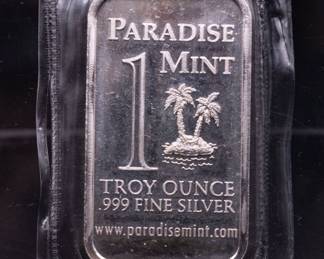 PARADISE
1 MINT
TROY OUNCE
.999 FINE SILVER
www.paradisemint.com